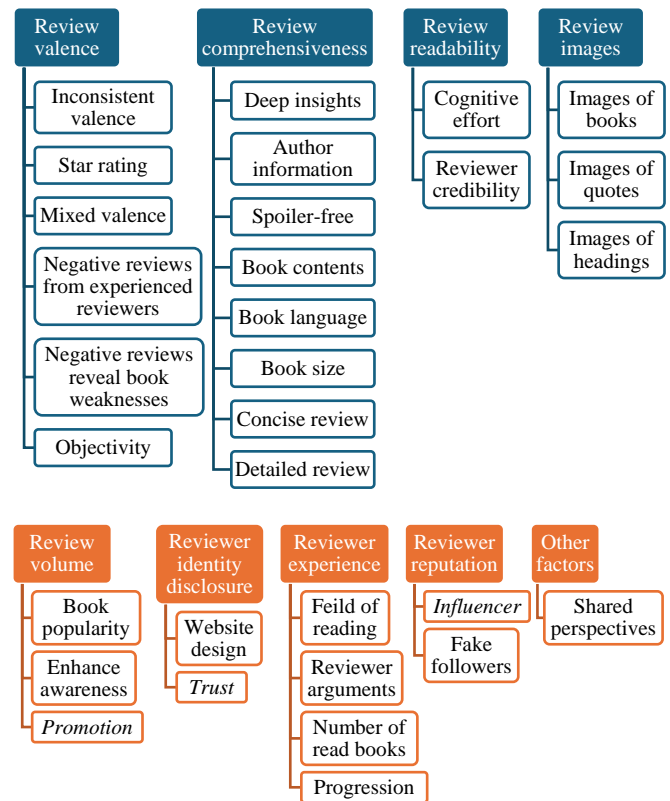 Review
valence
Inconsistent
valence
Star rating
Mixed valence
Negative reviews
from experienced
reviewers
Negative reviews
reveal book
weaknesses
Objectivity
Review
comprehensiveness
Deep insights
Author
information
Spoiler-free
Book contents
Book language
Book size
Concise review
Detailed review
Review
readability
Cognitive
effort
Reviewer
credibility
Review
images
Images of
books
Images of
quotes
Images of
headings
Review
volume
Book
popularity
Enhance
awareness
Promotion
Reviewer
identity
disclosure
Website
design
Trust
Reviewer
experience
Feild of
reading
Reviewer
arguments
Number of
read books
Progression
Reviewer
reputation
Influencer
Fake
followers
Other
factors
Shared
perspectives